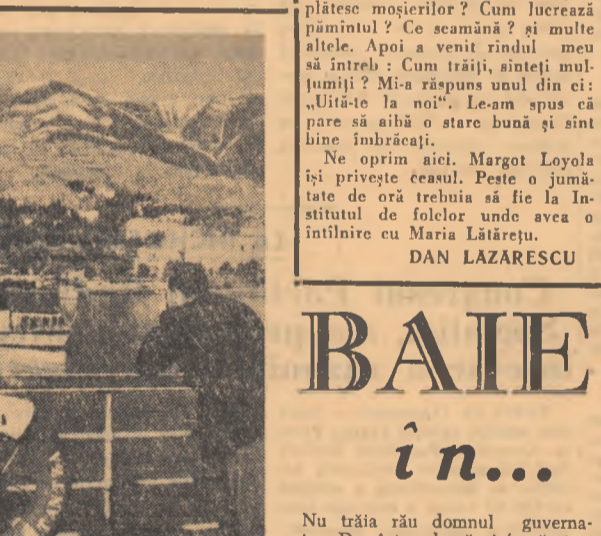 plătesc moșierilor ? Cum lucrează
pămîntul ? Ce seamănă ? și multe
altele. Apoi a venit rîndul meu
să întreb : Cum trăiți, sînteți mul-
țumiți ? Mi-a răspuns unul din ei :
„Uită-te la noi“. Le-am spus că
pare să aibă o stare bună și sînt
bine îmbrăcați.
Ne oprim aici. Margot Loyola
își privește ceasul. Peste o jumă-
tate de oră trebuia să fie la In-
stitutul de folclor unde avea o
întîlnire cu Maria Lătărețu.
DAN LĂZĂRESCU
BAIE
în...
Nu trăia rău domnul guverna-